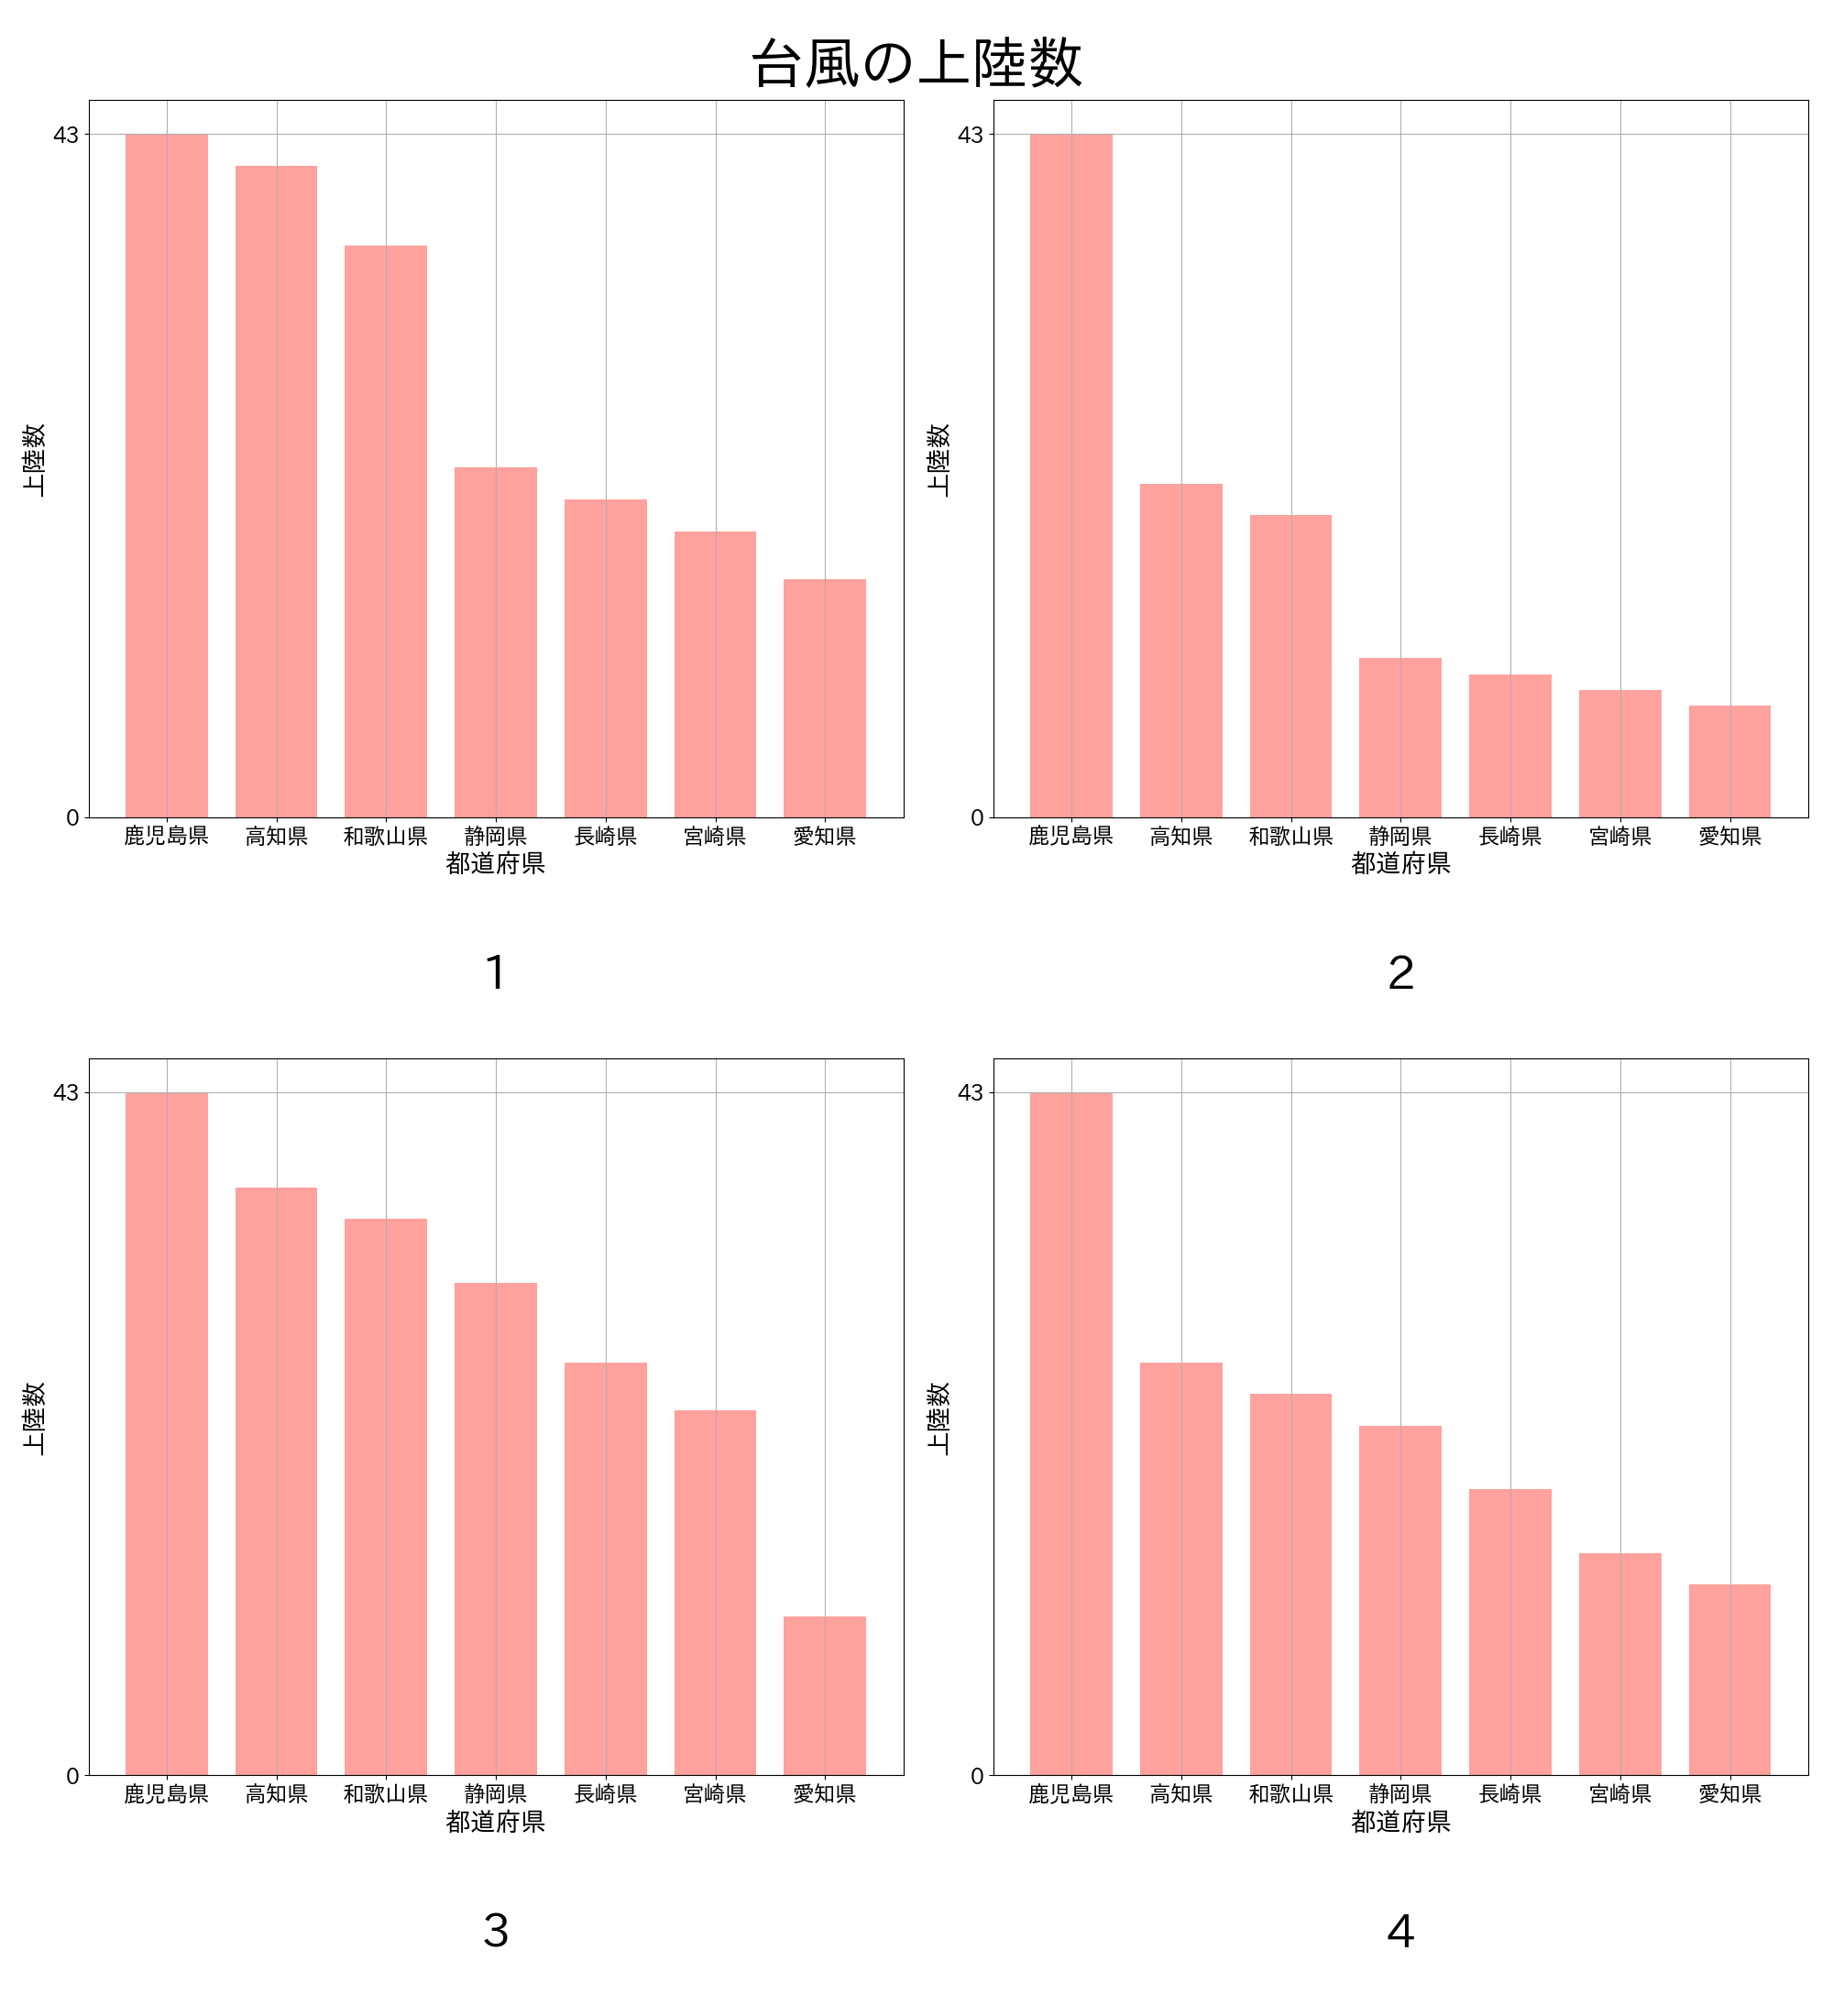 台風の上陸数
43
上陸数
0
鹿児島県 高知県 和歌山県 静岡県 長崎県 宮崎県 愛知県
都道府県
1
43
上陸数
0
鹿児島県 高知県 和歌山県 静岡県 長崎県 宮崎県 愛知県
都道府県
2
43
上陸数
0
鹿児島県 高知県 和歌山県 静岡県 長崎県 宮崎県 愛知県
都道府県
3
43
上陸数
0
鹿児島県 高知県 和歌山県 静岡県 長崎県 宮崎県 愛知県
都道府県
4